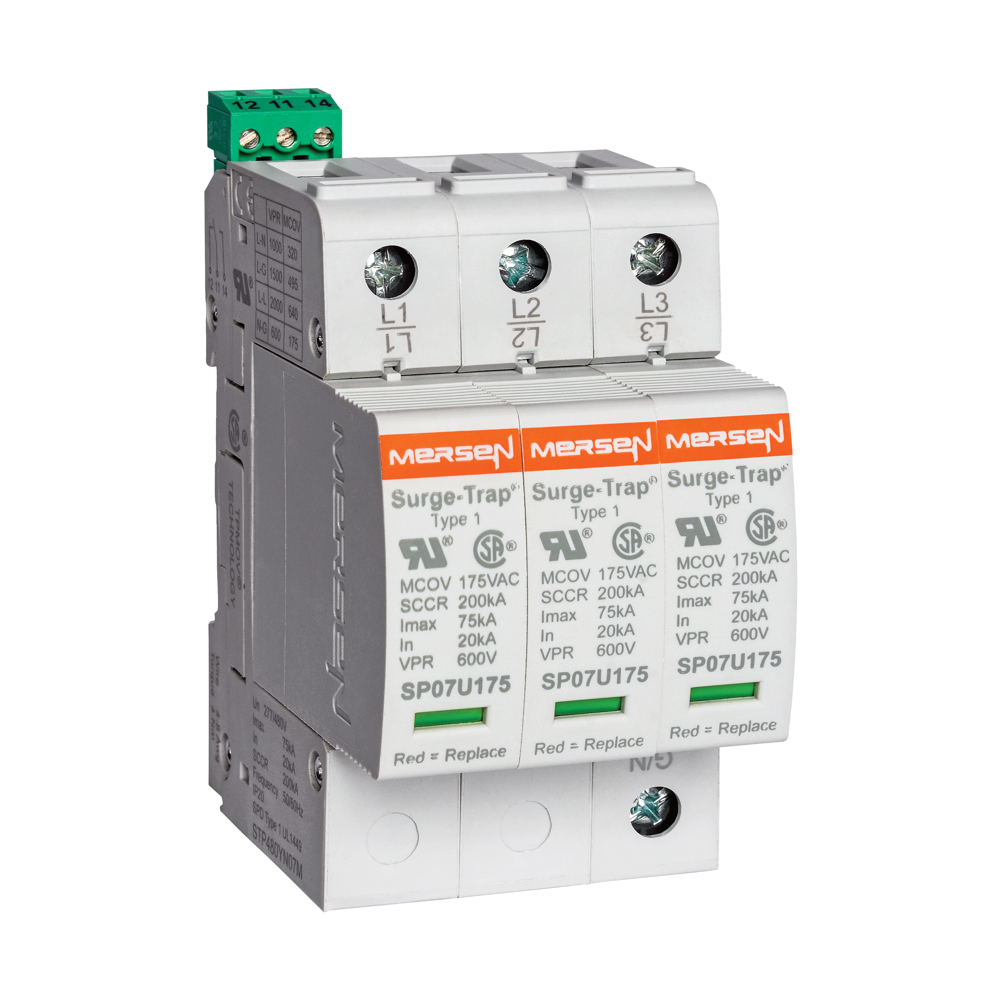 12 11 14
VPR MCOV
L-N 1000 320
L-G 1500 495
L-L 2000 640
N-G 600 175
12 11 14
L1
L1
L2
L2
L3
L3
MERSEN
TPMOV® TECHNOLOGY
Wire 4-8 Awg
Torque 4 Nm
Un 277/480V
Imax 75kA
In 20kA
SCCR 200kA
Frequency 50/60Hz
IP20
SPD Type 1 UL1449
STP480YN07M
MERSEN
Surge-Trap®
Type 1
MCOV 175VAC
SCCR 200kA
Imax 75kA
In 20kA
VPR 600V
SP07U175
Red = Replace
MERSEN
Surge-Trap®
Type 1
MCOV 175VAC
SCCR 200kA
Imax 75kA
In 20kA
VPR 600V
SP07U175
Red = Replace
MERSEN
Surge-Trap®
Type 1
MCOV 175VAC
SCCR 200kA
Imax 75kA
In 20kA
VPR 600V
SP07U175
Red = Replace
G/N